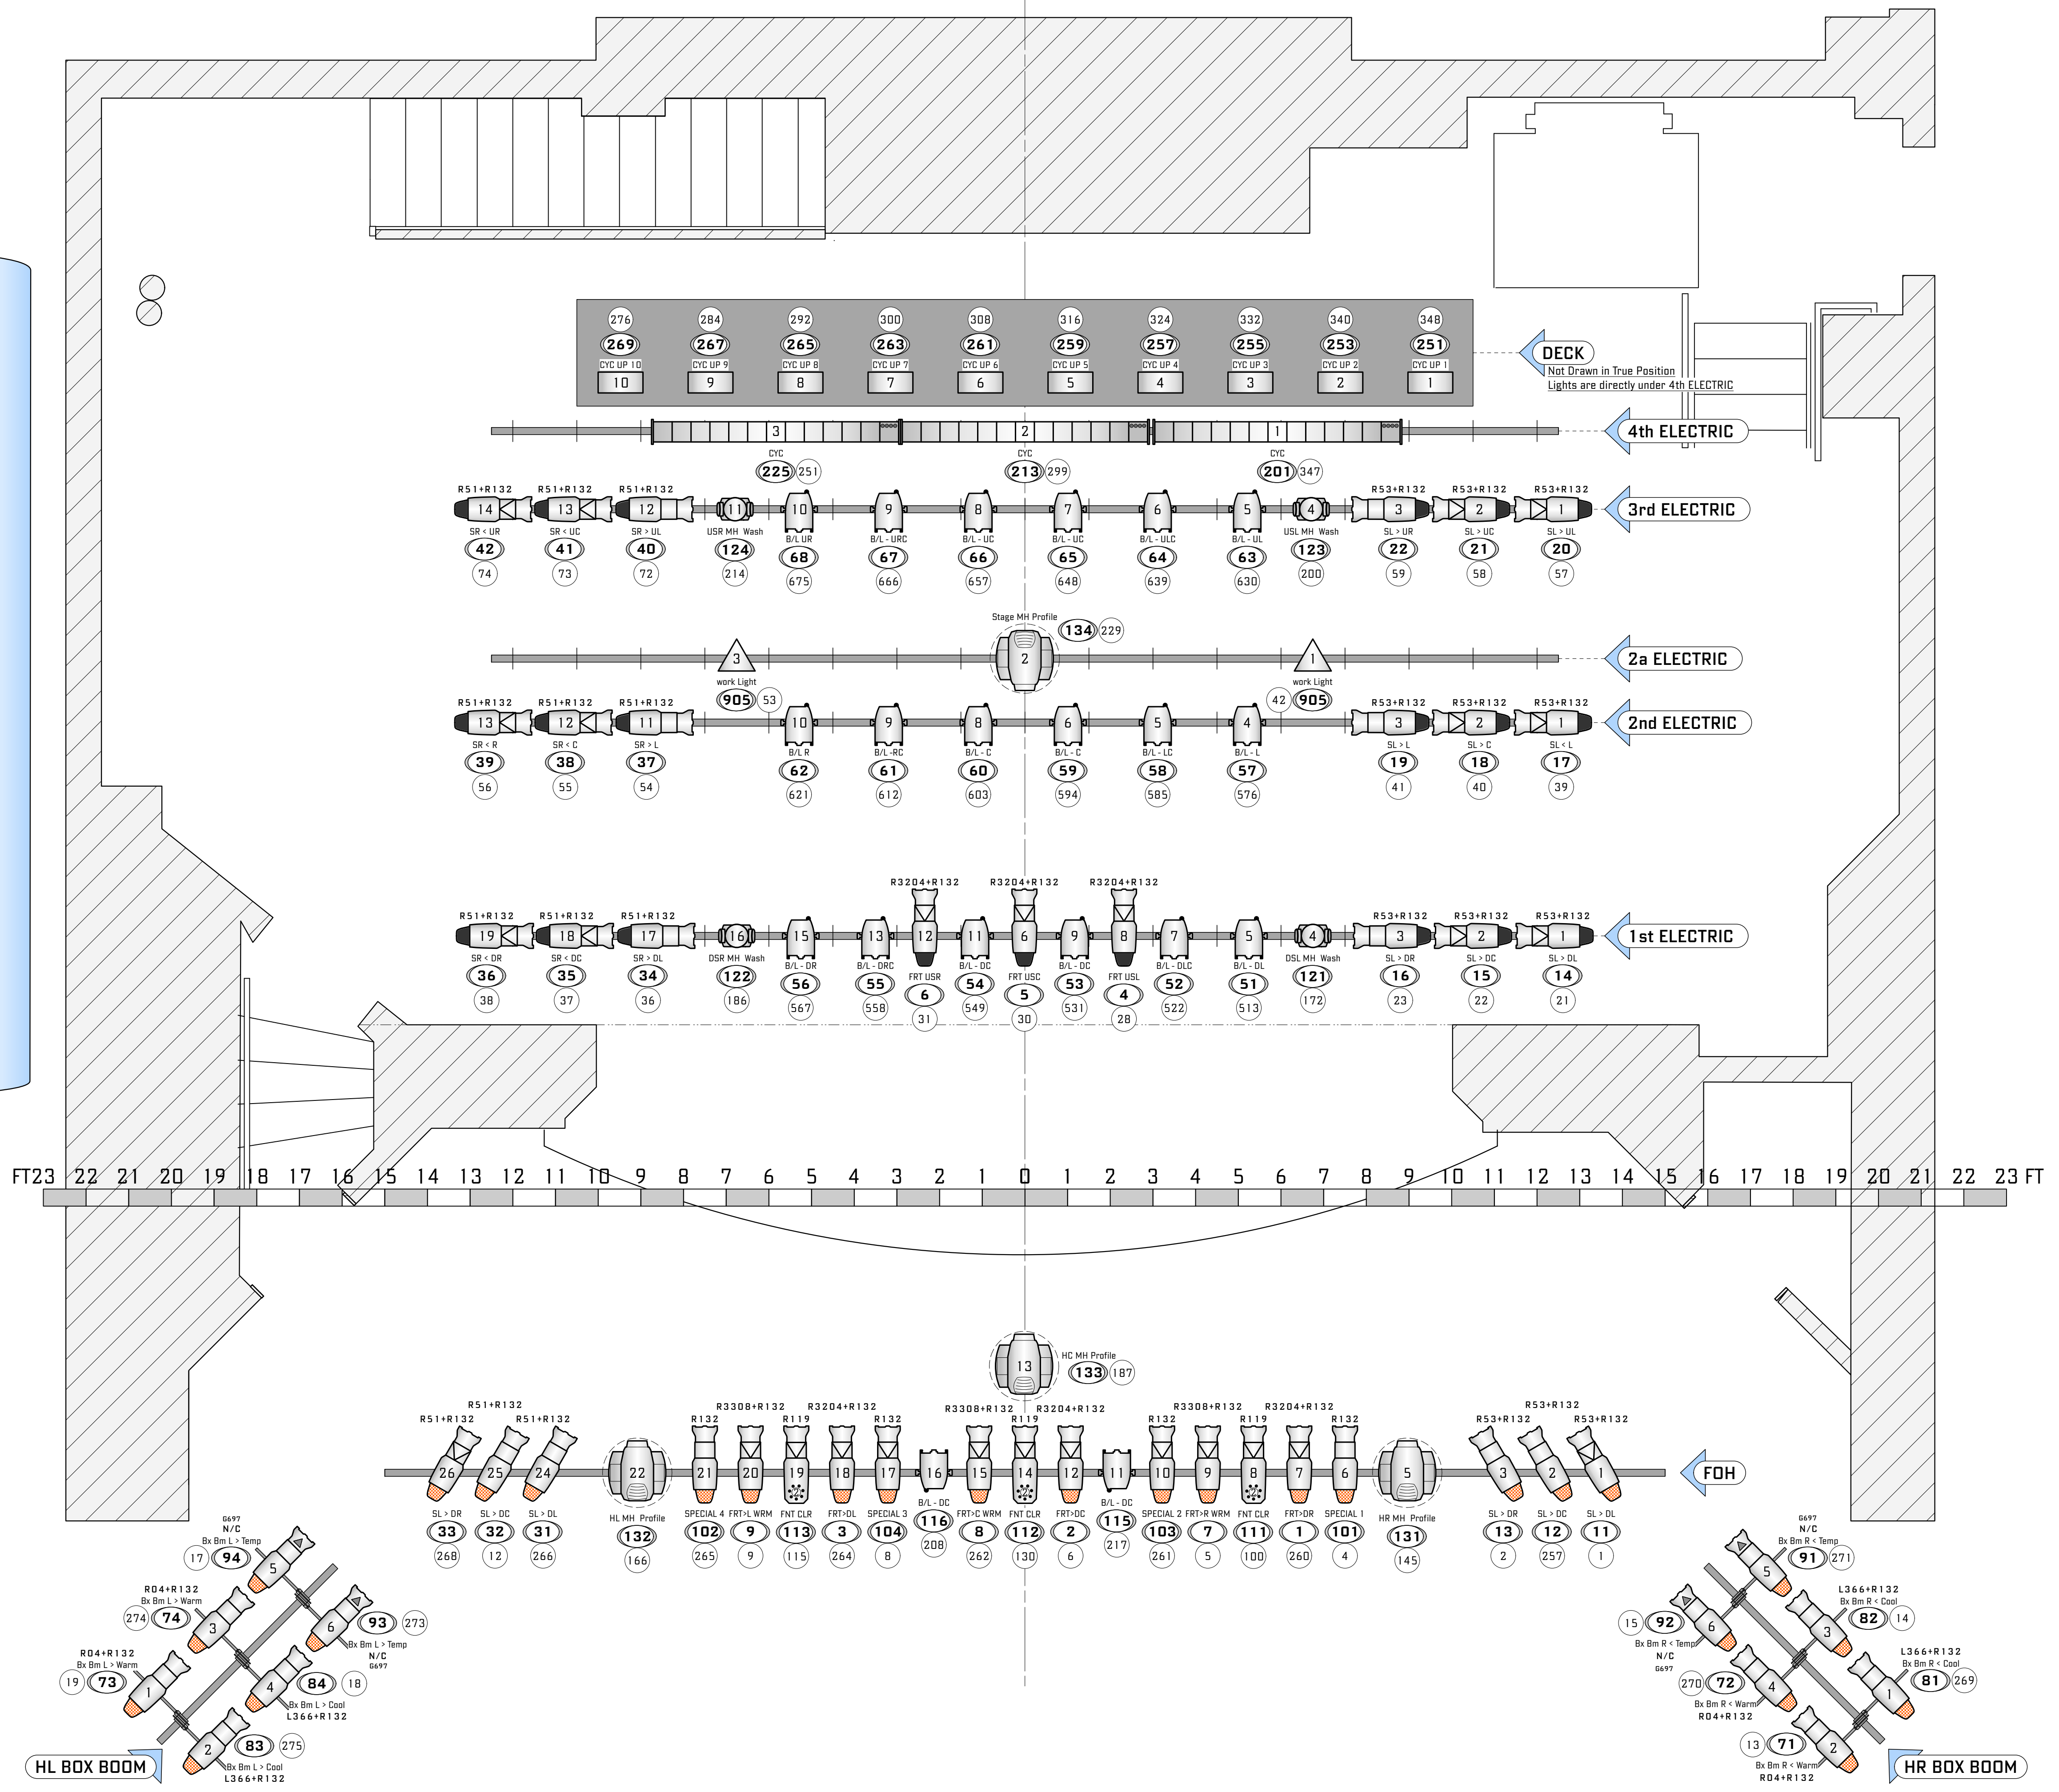 276 284 292 300 308 316 324 332 340 348
269 267 265 263 261 259 257 255 253 251
CYC UP 10 CYC UP 9 CYC UP 8 CYC UP 7 CYC UP 6 CYC UP 5 CYC UP 4 CYC UP 3 CYC UP 2 CYC UP 1
10 9 8 7 6 5 4 3 2 1
DECK
Not Drawn in True Position
Lights are directly under 4th ELECTRIC
3 2 1
4th ELECTRIC
CYC CYC CYC
225 251 213 299 201 347
R51+R132 R51+R132 R51+R132 R53+R132 R53+R132 R53+R132
14 13 12 11 10 9 8 7 6 5 4 3 2 1
3rd ELECTRIC
SR < UR SR < UC SR > UL USR MH Wash B/L UR B/L - URC B/L - UC B/L - UC B/L - ULC B/L - UL USL MH Wash SL > UR SL > UC SL > UL
42 41 40 124 68 67 66 65 64 63 123 22 21 20
74 73 72 214 675 666 657 648 639 630 200 59 58 57
Stage MH Profile
134 229
3 2 1
2a ELECTRIC
work Light work Light
905 53 42 905
R51+R132 R51+R132 R51+R132 R53+R132 R53+R132 R53+R132
13 12 11 10 9 8 6 5 4 3 2 1
2nd ELECTRIC
SR < R SR < C SR > L B/L R B/L -RC B/L - C B/L - C B/L - LC B/L - L SL > L SL > C SL < L
39 38 37 62 61 60 59 58 57 19 18 17
56 55 54 621 612 603 594 585 576 41 40 39
R3204+R132 R3204+R132 R3204+R132
R51+R132 R51+R132 R51+R132 R53+R132 R53+R132 R53+R132
19 18 17 16 15 13 12 11 6 9 8 7 5 4 3 2 1
1st ELECTRIC
SR < DR SR < DC SR > DL DSR MH Wash B/L - DR B/L - DRC FRT USR B/L - DC FRT USC B/L - DC FRT USL B/L - DLC B/L - DL DSL MH Wash SL > DR SL > DC SL > DL
36 35 34 122 56 55 6 54 5 53 4 52 51 121 16 15 14
38 37 36 186 567 558 31 549 30 531 28 522 513 172 23 22 21
FT23 22 21 20 19 18 17 16 15 14 13 12 11 10 9 8 7 6 5 4 3 2 1 0 1 2 3 4 5 6 7 8 9 10 11 12 13 14 15 16 17 18 19 20 21 22 23 FT
13
HC MH Profile
133 187
R51+R132 R3308+R132 R3204+R132 R3308+R132 R3204+R132 R3308+R132 R3204+R132 R53+R132
R51+R132 R51+R132 R132 R119 R132 R119 R132 R119 R132 R53+R132 R53+R132
26 25 24 22 21 20 19 18 17 16 15 14 12 11 10 9 8 7 6 5 3 2 1
FOH
SL > DR SL > DC SL > DL HL MH Profile SPECIAL 4 FRT>L WRM FNT CLR FRT>DL SPECIAL 3 B/L - DC FRT>C WRM FNT CLR FRT>DC B/L - DC SPECIAL 2 FRT>R WRM FNT CLR FRT>DR SPECIAL 1 HR MH Profile SL > DR SL > DC SL > DL
33 32 31 132 102 9 113 3 104 116 8 112 2 115 103 7 111 1 101 131 13 12 11
268 12 266 166 265 9 115 264 8 208 262 130 6 217 261 5 100 260 4 145 2 257 1
G697
N/C
Bx Bm L > Temp
17 94
5
R04+R132
Bx Bm L > Warm
274 74
3
6
93 273
Bx Bm L > Temp
N/C
G697
R04+R132
Bx Bm L > Warm
19 73
1
4
84 18
Bx Bm L > Cool
L366+R132
2
83 275
Bx Bm L > Cool
L366+R132
HL BOX BOOM
G697
N/C
Bx Bm R < Temp
91 271
5
L366+R132
Bx Bm R < Cool
82 14
3
15 92
6
Bx Bm R < Temp
N/C
G697
L366+R132
Bx Bm R < Cool
81 269
1
270 72
4
Bx Bm R < Warm
R04+R132
13 71
2
Bx Bm R < Warm
R04+R132
HR BOX BOOM